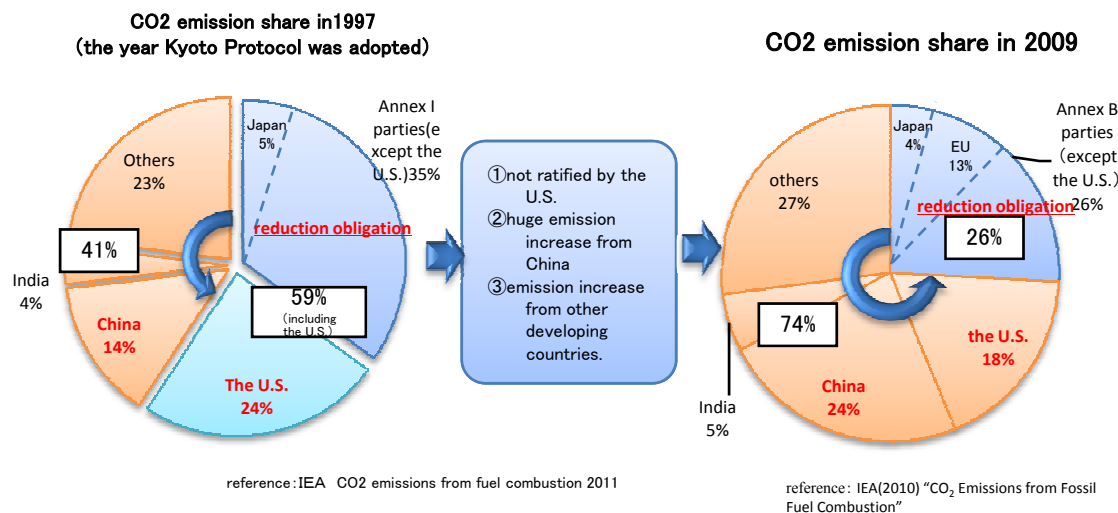 CO2 emission share in1997
(the year Kyoto Protocol was adopted)
Others
23%
41%
India
4%
China
14%
The U.S.
24%
59%
(including
the U.S.)
Japan
5%
Annex I
parties(e
xcept the
U.S.)35%
reduction obligation
①not ratified by the
U.S.
②huge emission
increase from
China
③emission increase
from other
developing
countries.
CO2 emission share in 2009
others
27%
Japan
4%
EU
13%
Annex B
parties
(except
the U.S.)
26%
reduction obligation
26%
74%
the U.S.
18%
China
24%
India
5%
reference:IEA CO2 emissions from fuel combustion 2011
reference: IEA(2010) “CO₂ Emissions from Fossil
Fuel Combustion”